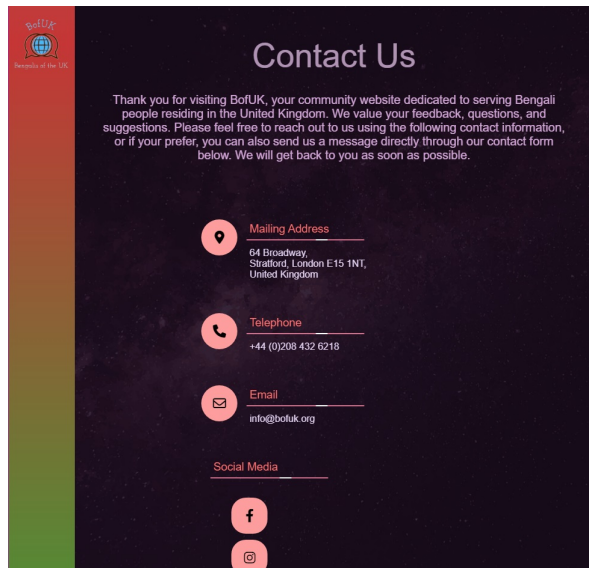 BofUK
Bengalis of the UK
Contact Us
Thank you for visiting BofUK, your community website dedicated to serving Bengali
people residing in the United Kingdom. We value your feedback, questions, and
suggestions. Please feel free to reach out to us using the following contact information,
or if your prefer, you can also send us a message directly through our contact form
below. We will get back to you as soon as possible.
Mailing Address
64 Broadway,
Stratford, London E15 1NT,
United Kingdom
Telephone
+44 (0)208 432 6218
Email
info@bofuk.org
Social Media